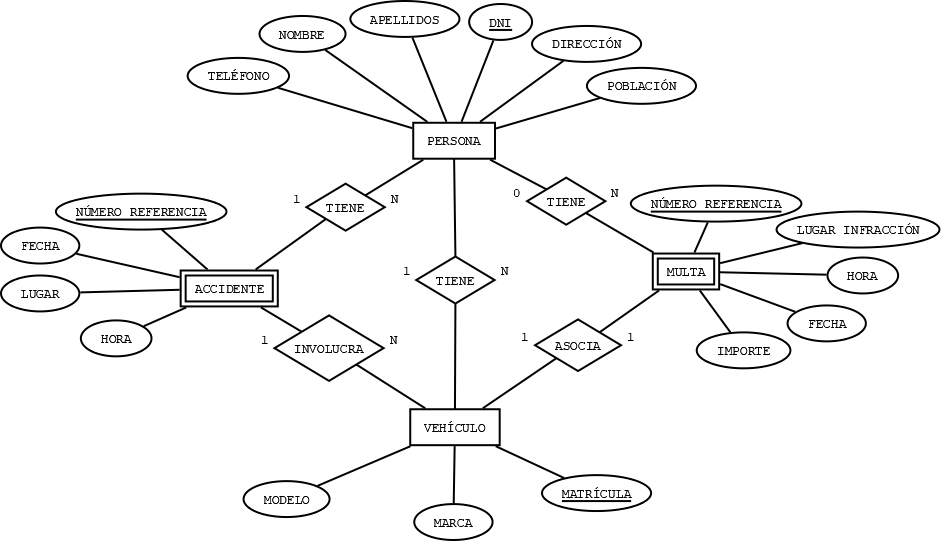 APELLIDOS
DNI
NOMBRE
DIRECCIÓN
TELÉFONO
POBLACIÓN
PERSONA
1
TIENE
N
0
TIENE
N
NÚMERO REFERENCIA
NÚMERO REFERENCIA
LUGAR INFRACCIÓN
FECHA
LUGAR
HORA
ACCIDENTE
1
TIENE
N
MULTA
HORA
FECHA
IMPORTE
1
INVOLUCRA
N
1
ASOCIA
1
VEHÍCULO
MODELO
MARCA
MATRÍCULA